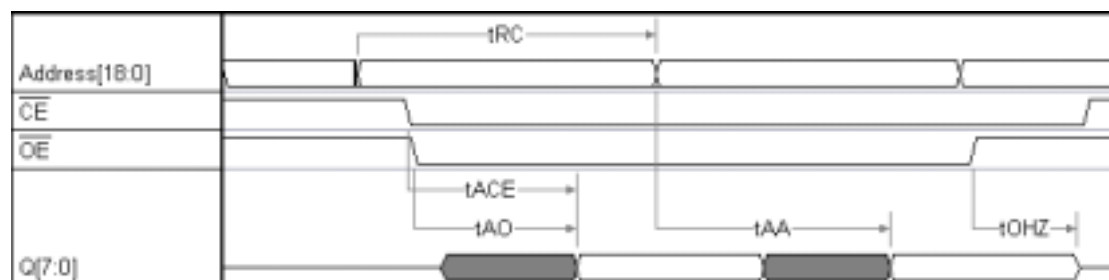 tRC
Address[18:0]
CE
OE
tACE
tAO
tAA
tOHZ
Q[7:0]